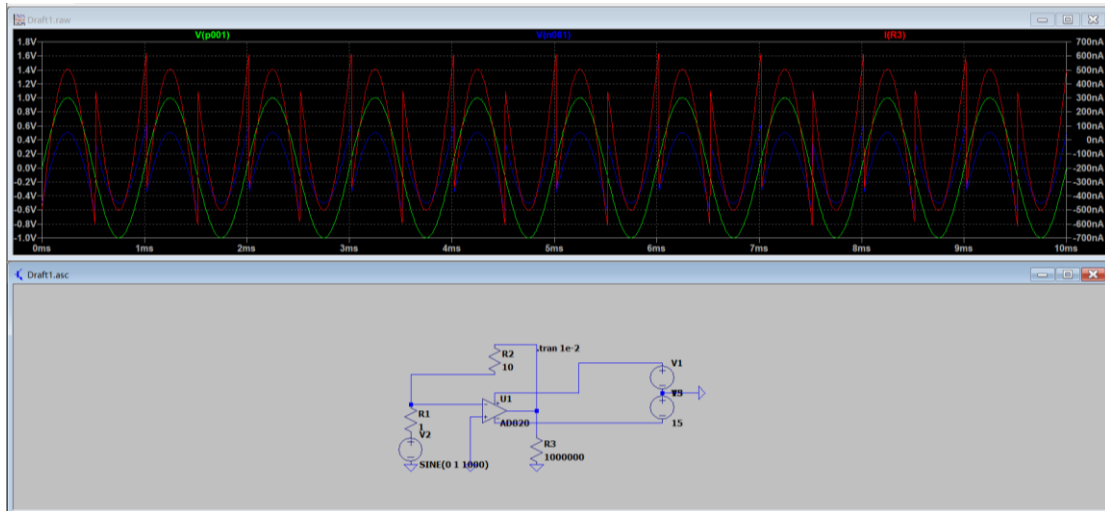 Draft1.raw
V(p001) V(n001) I(R3)
1.8V 700nA
1.6V 600nA
1.4V 500nA
1.2V 400nA
1.0V 300nA
0.8V 200nA
0.6V 100nA
0.4V 0nA
0.2V -100nA
0.0V -200nA
-0.2V -300nA
-0.4V -400nA
-0.6V -500nA
-0.8V -600nA
-1.0V -700nA
0ms 1ms 2ms 3ms 4ms 5ms 6ms 7ms 8ms 9ms 10ms
Draft1.asc
R2
10
.tran 1e-2
V1
U1
R1
1
AD820
15
V2
R3
SINE(0 1 1000)
1000000